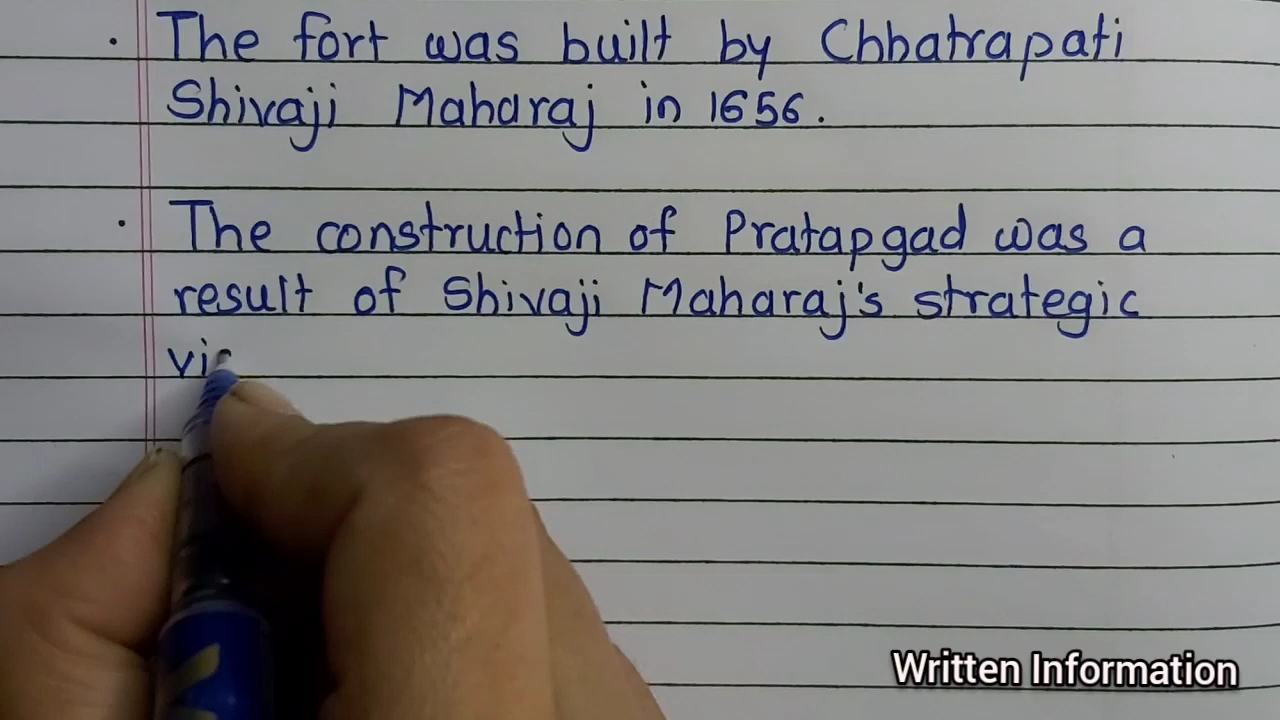 · The fort was built by Chhatrapati
Shivaji Maharaj in 1656.
· The construction of Pratapgad was a
result of Shivaji Maharaj's strategic
Written Information